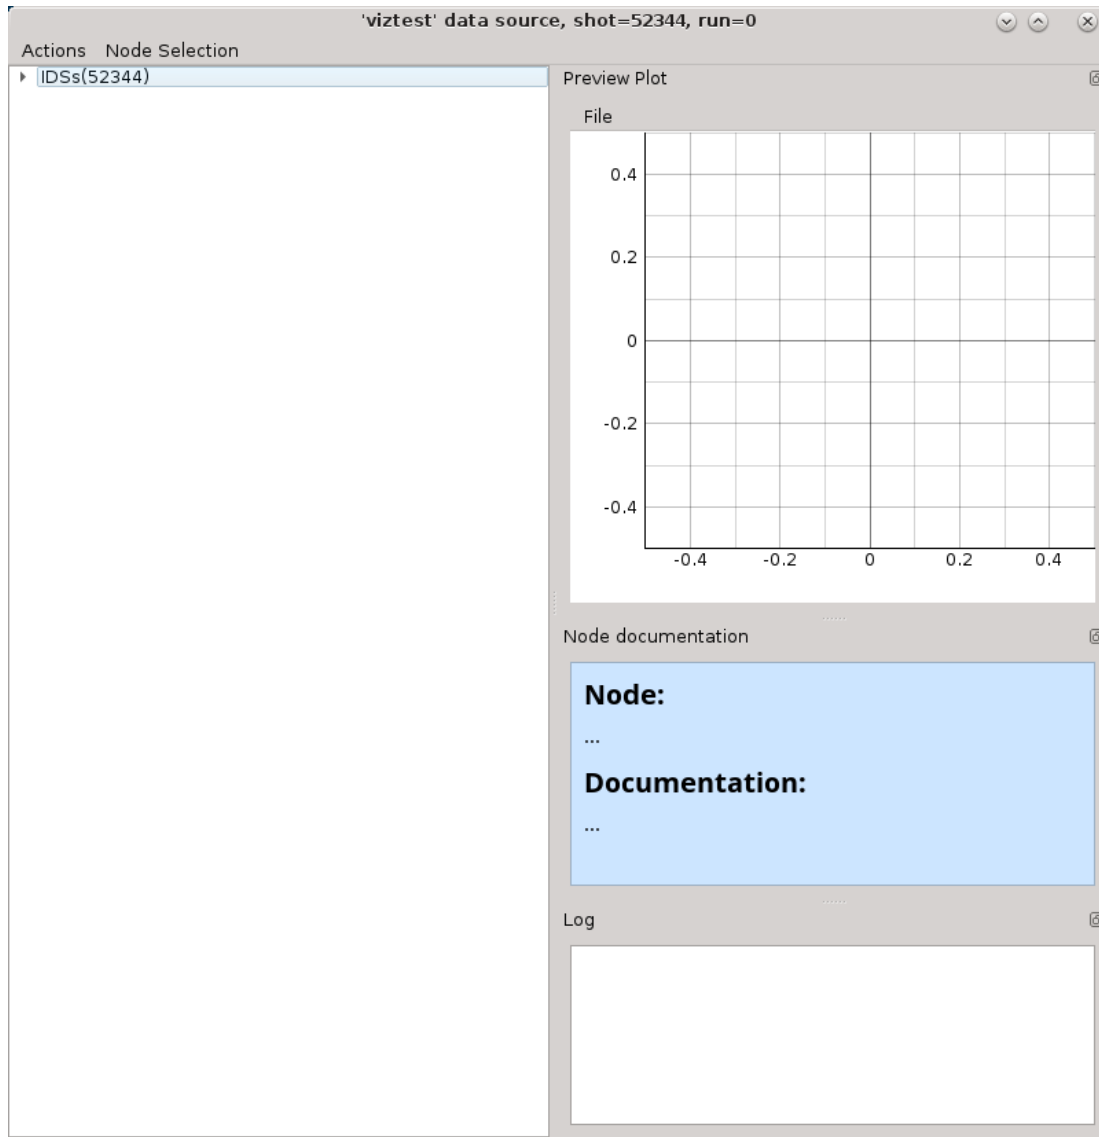 'viztest' data source, shot=52344, run=0
Actions Node Selection
IDSs(52344)
Preview Plot
File
0.4
0.2
0
-0.2
-0.4
-0.4 -0.2 0 0.2 0.4
Node documentation
Node:
...
Documentation:
...
Log